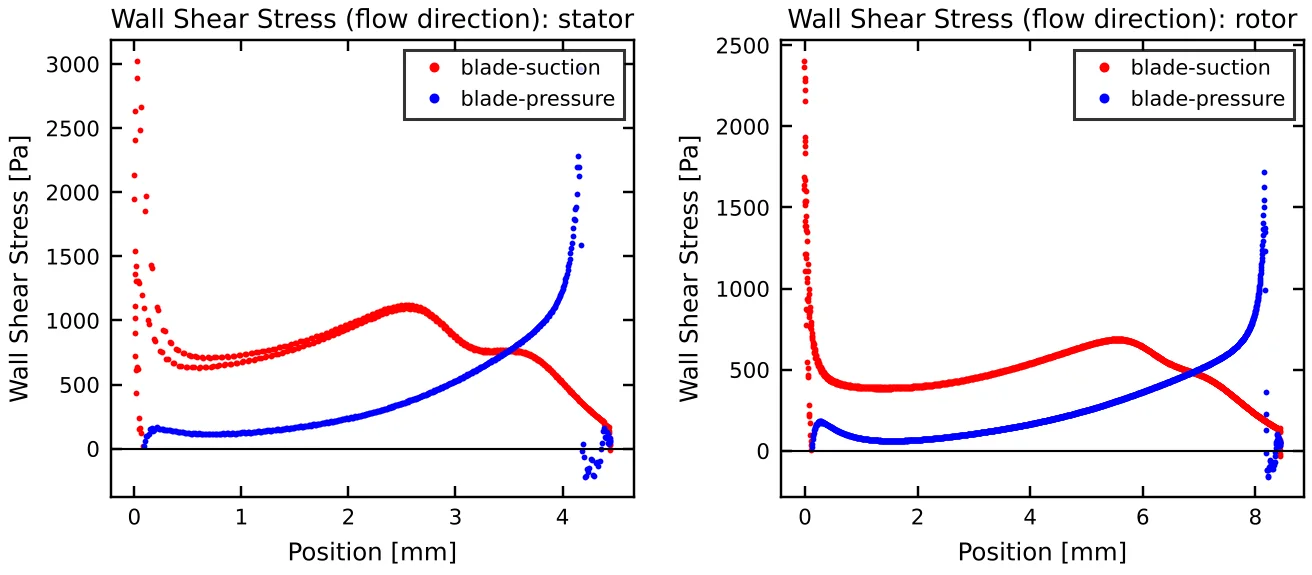 Wall Shear Stress (flow direction): stator
Wall Shear Stress [Pa]
3000
2500
2000
1500
1000
500
0
blade-suction
blade-pressure
0 1 2 3 4
Position [mm]
Wall Shear Stress (flow direction): rotor
Wall Shear Stress [Pa]
2500
2000
1500
1000
500
0
blade-suction
blade-pressure
0 2 4 6 8
Position [mm]